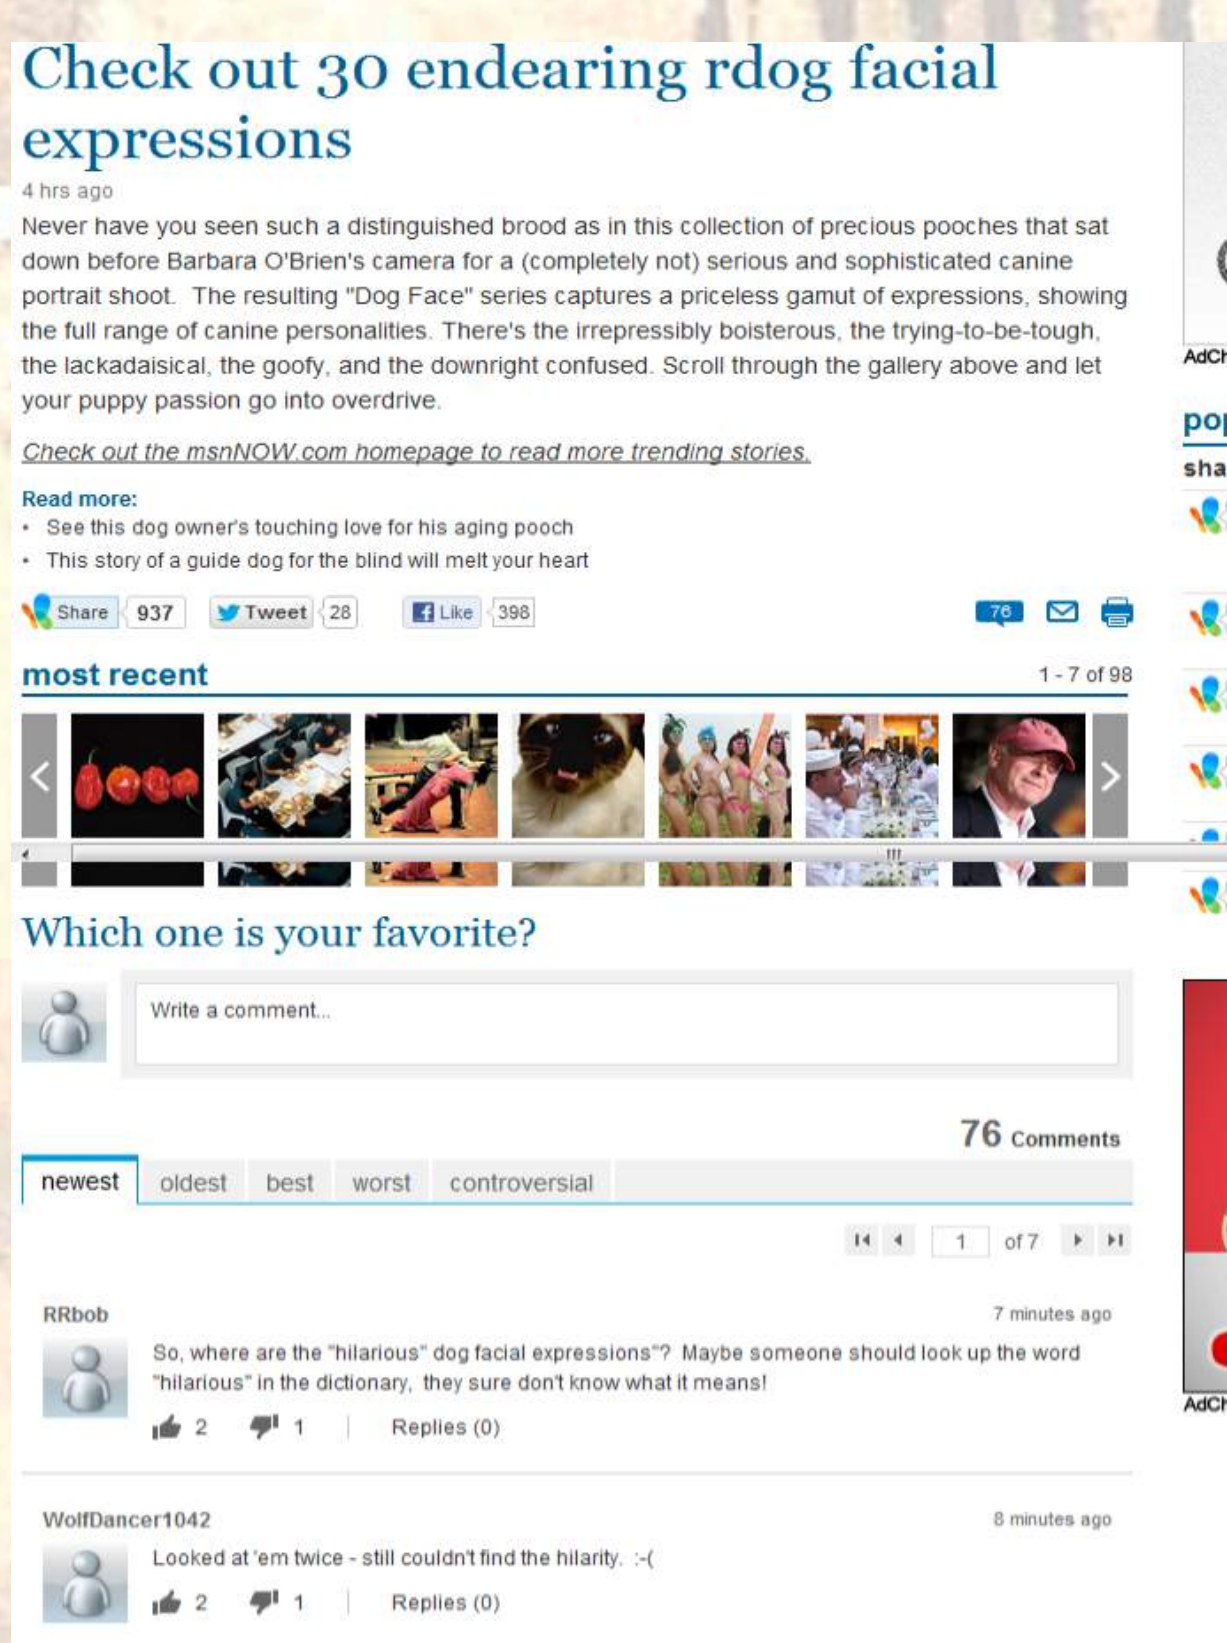 Check out 30 endearing rdog facial
expressions
4 hrs ago
Never have you seen such a distinguished brood as in this collection of precious pooches that sat
down before Barbara O'Brien's camera for a (completely not) serious and sophisticated canine
portrait shoot.  The resulting "Dog Face" series captures a priceless gamut of expressions, showing
the full range of canine personalities. There's the irrepressibly boisterous, the trying-to-be-tough,
the lackadaisical, the goofy, and the downright confused. Scroll through the gallery above and let
your puppy passion go into overdrive.
Check out the msnNOW.com homepage to read more trending stories.
Read more:
• See this dog owner's touching love for his aging pooch
• This story of a guide dog for the blind will melt your heart
Share 937 Tweet 28 Like 398 76
most recent 1 - 7 of 98
Which one is your favorite?
Write a comment...
76 Comments
newest oldest best worst controversial
1 of 7
RRbob 7 minutes ago
So, where are the "hilarious" dog facial expressions"?  Maybe someone should look up the word
"hilarious" in the dictionary,  they sure don't know what it means!
2 1 Replies (0)
WolfDancer1042 8 minutes ago
Looked at 'em twice - still couldn't find the hilarity.  :-(
2 1 Replies (0)
AdCh
pop
sha
AdCh